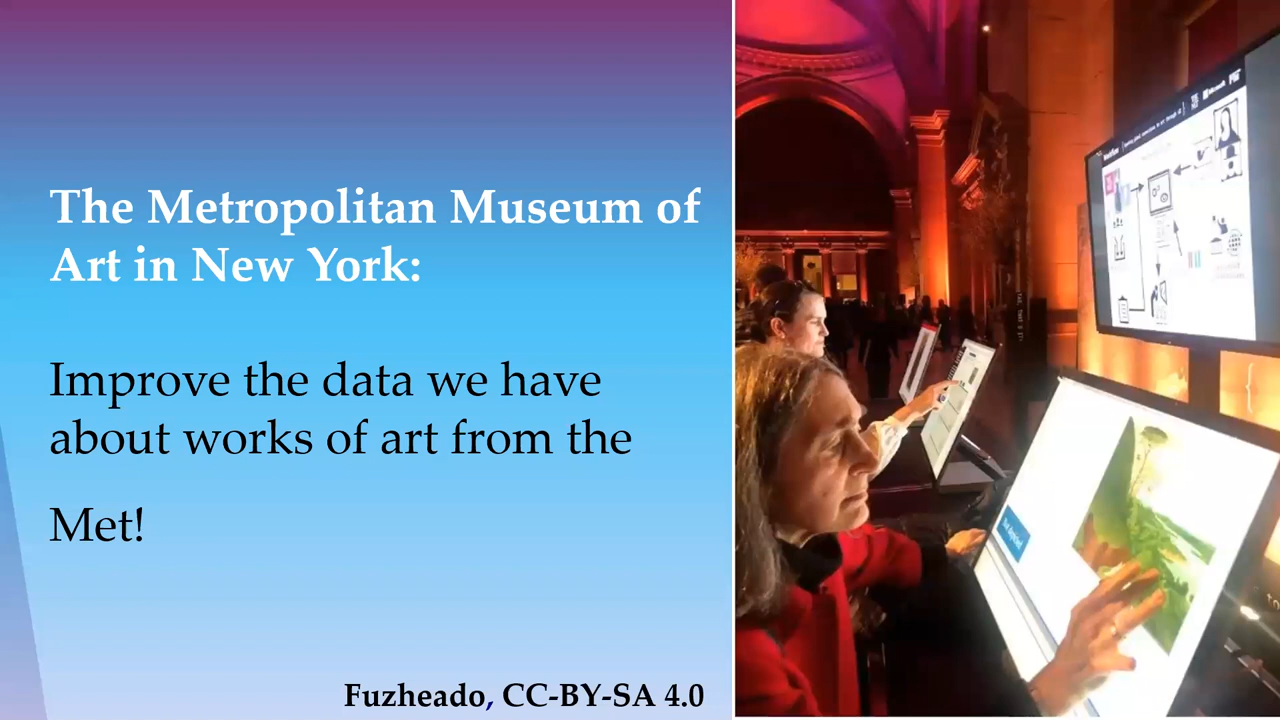 The Metropolitan Museum of
Art in New York:
Improve the data we have
about works of art from the
Met!
Fuzheado, CC-BY-SA 4.0
Microsoft